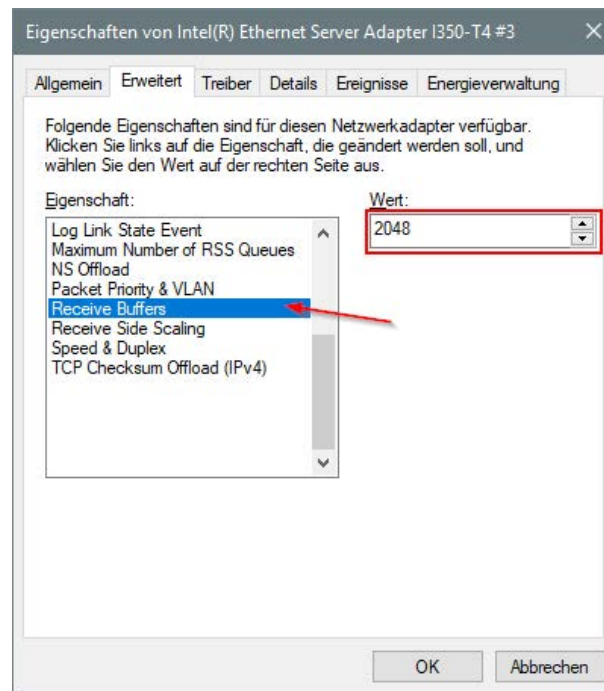 Eigenschaften von Intel(R) Ethernet Server Adapter I350-T4 #3
Allgemein Erweitert Treiber Details Ereignisse Energieverwaltung
Folgende Eigenschaften sind für diesen Netzwerkadapter verfügbar.
Klicken Sie links auf die Eigenschaft, die geändert werden soll, und
wählen Sie den Wert auf der rechten Seite aus.
Eigenschaft:
Wert:
Log Link State Event
Maximum Number of RSS Queues
NS Offload
Packet Priority & VLAN
Receive Buffers
Receive Side Scaling
Speed & Duplex
TCP Checksum Offload (IPv4)
2048
OK
Abbrechen